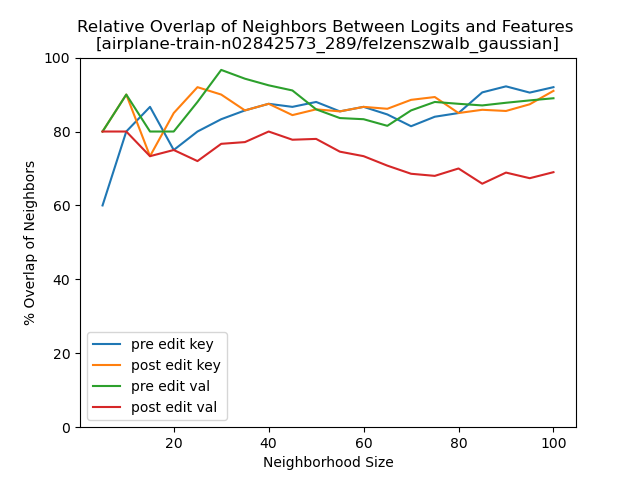 Relative Overlap of Neighbors Between Logits and Features
[airplane-train-n02842573_289/felzenszwalb_gaussian]
100
80
60
40
20
0
% Overlap of Neighbors
pre edit key
post edit key
pre edit val
post edit val
20 40 60 80 100
Neighborhood Size